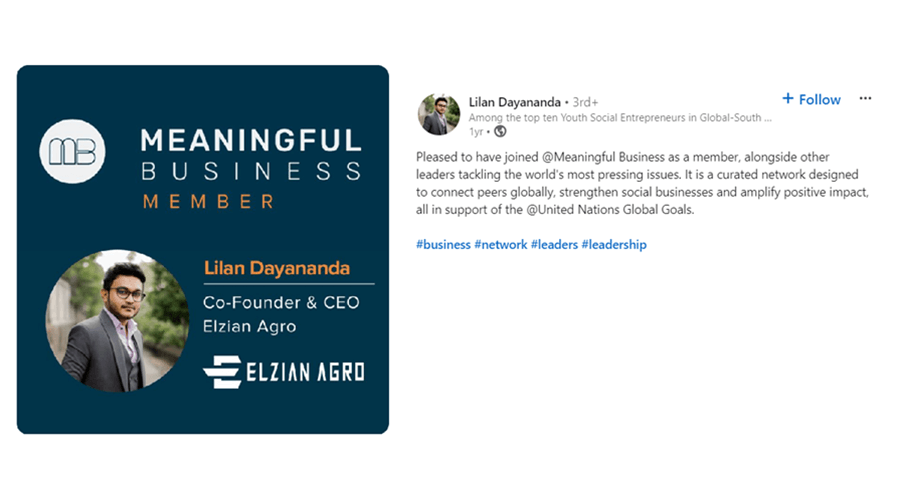 MB
MEANINGFUL
BUSINESS
MEMBER
Lilan Dayananda
Co-Founder & CEO
Elzian Agro
ELZIAN AGRO
Lilan Dayananda • 3rd+
+ Follow
...
Among the top ten Youth Social Entrepreneurs in Global-South ...
1yr •
Pleased to have joined @Meaningful Business as a member, alongside other
leaders tackling the world's most pressing issues. It is a curated network designed
to connect peers globally, strengthen social businesses and amplify positive impact,
all in support of the @United Nations Global Goals.
#business #network #leaders #leadership